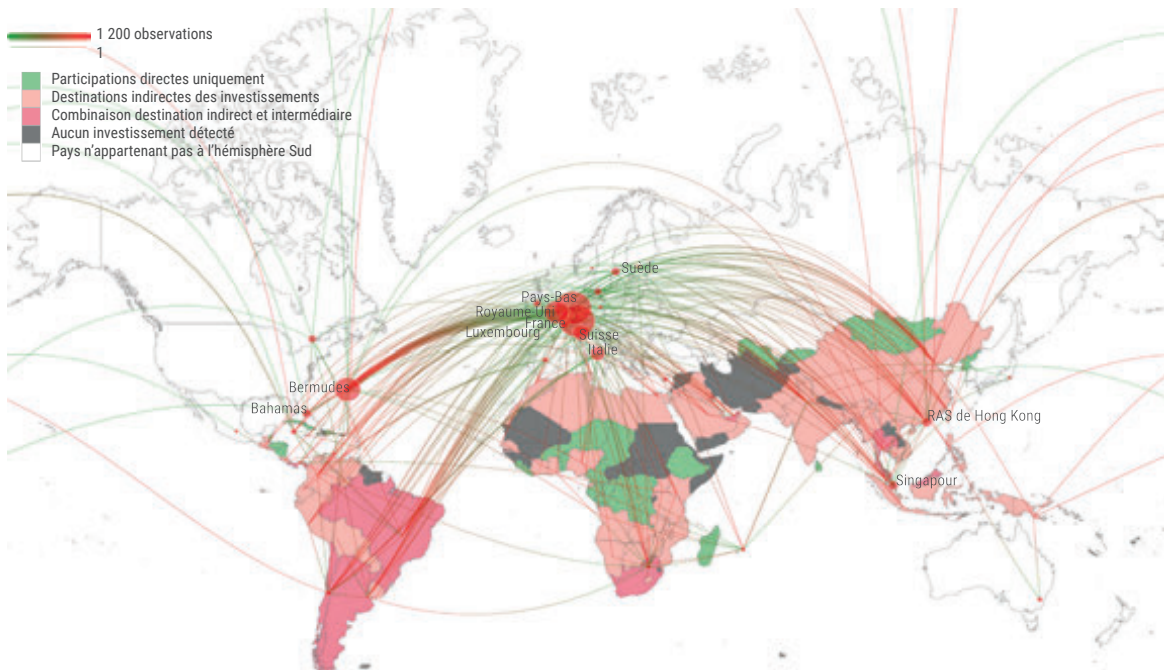 1 200 observations
1
Participations directes uniquement
Destinations indirectes des investissements
Combinaison destination indirect et intermédiaire
Aucun investissement détecté
Pays n'appartenant pas à l'hémisphère Sud
Suède
Pays-Bas
Royaume Uni
France
Luxembourg
Suisse
Italie
Bermudes
Bahamas
RAS de Hong Kong
Singapour